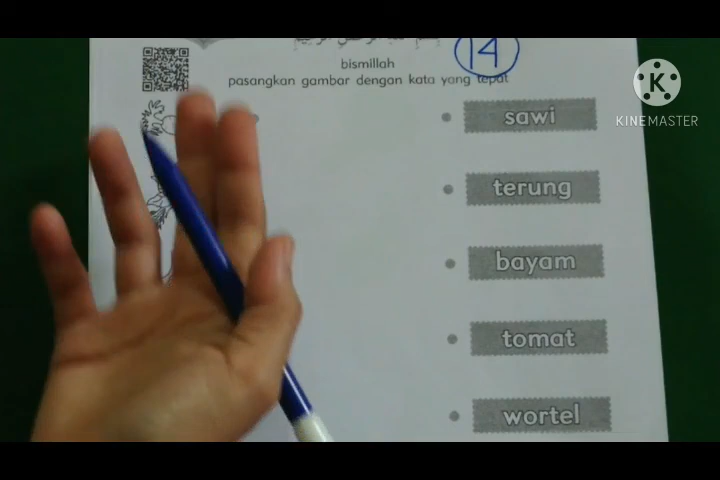 14
bismillah
pasangkan gambar dengan kata yang tepat
sawi
terung
bayam
tomat
wortel
K
KINEMASTER